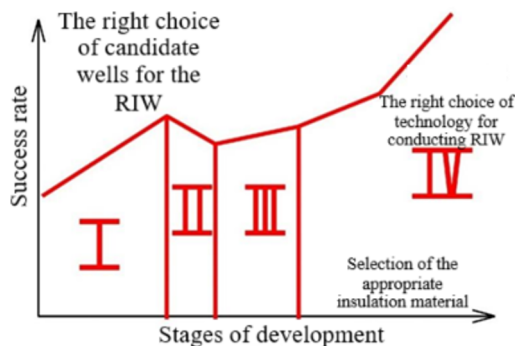 The right choice
of candidate
wells for the
RIW
Success rate
The right choice of
technology for
conducting RIW
I
II
III
IV
Selection of the
appropriate
insulation material
Stages of development